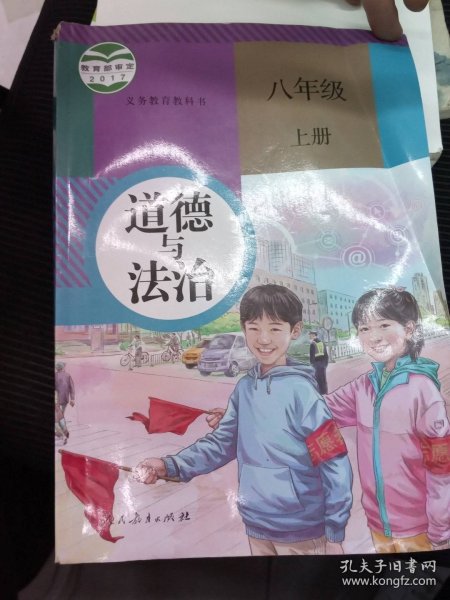 教育部审定
2017
义务教育教科书
八年级
上册
道德
与
法治
@
人民教育出版社
孔夫子旧书网
www.kongfz.com